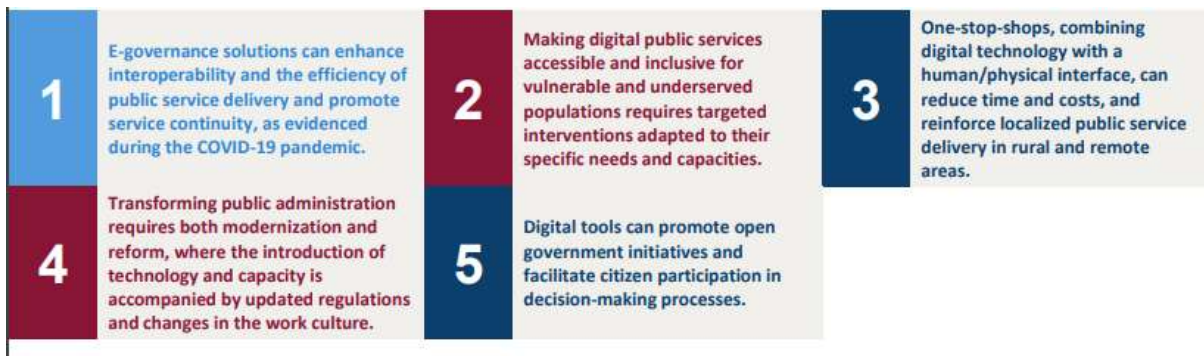 1
E-governance solutions can enhance
interoperability and the efficiency of
public service delivery and promote
service continuity, as evidenced
during the COVID-19 pandemic.
2
Making digital public services
accessible and inclusive for
vulnerable and underserved
populations requires targeted
interventions adapted to their
specific needs and capacities.
3
One-stop-shops, combining
digital technology with a
human/physical interface, can
reduce time and costs, and
reinforce localized public service
delivery in rural and remote
areas.
4
Transforming public administration
requires both modernization and
reform, where the introduction of
technology and capacity is
accompanied by updated regulations
and changes in the work culture.
5
Digital tools can promote open
government initiatives and
facilitate citizen participation in
decision-making processes.